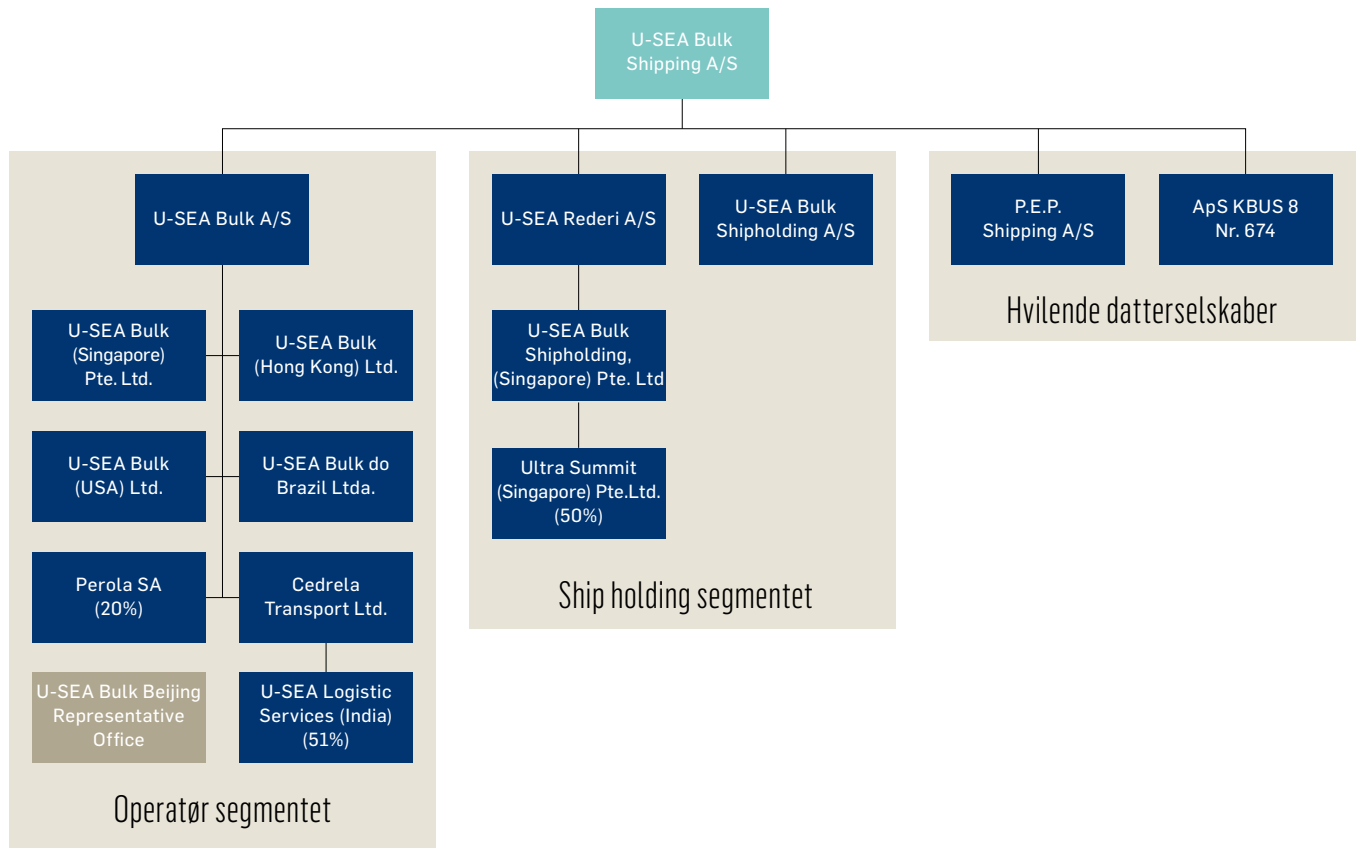 U-SEA Bulk
Shipping A/S
U-SEA Bulk A/S
U-SEA Bulk
(Singapore)
Pte. Ltd.
U-SEA Bulk
(Hong Kong) Ltd.
U-SEA Bulk
(USA) Ltd.
U-SEA Bulk do
Brazil Ltda.
Perola SA
(20%)
Cedrela
Transport Ltd.
U-SEA Bulk Beijing
Representative
Office
U-SEA Logistic
Services (India)
(51%)
Operatør segmentet
U-SEA Rederi A/S
U-SEA Bulk
Shipholding A/S
U-SEA Bulk
Shipholding,
(Singapore) Pte. Ltd
Ultra Summit
(Singapore) Pte.Ltd.
(50%)
Ship holding segmentet
P.E.P.
Shipping A/S
ApS KBUS 8
Nr. 674
Hvilende datterselskaber